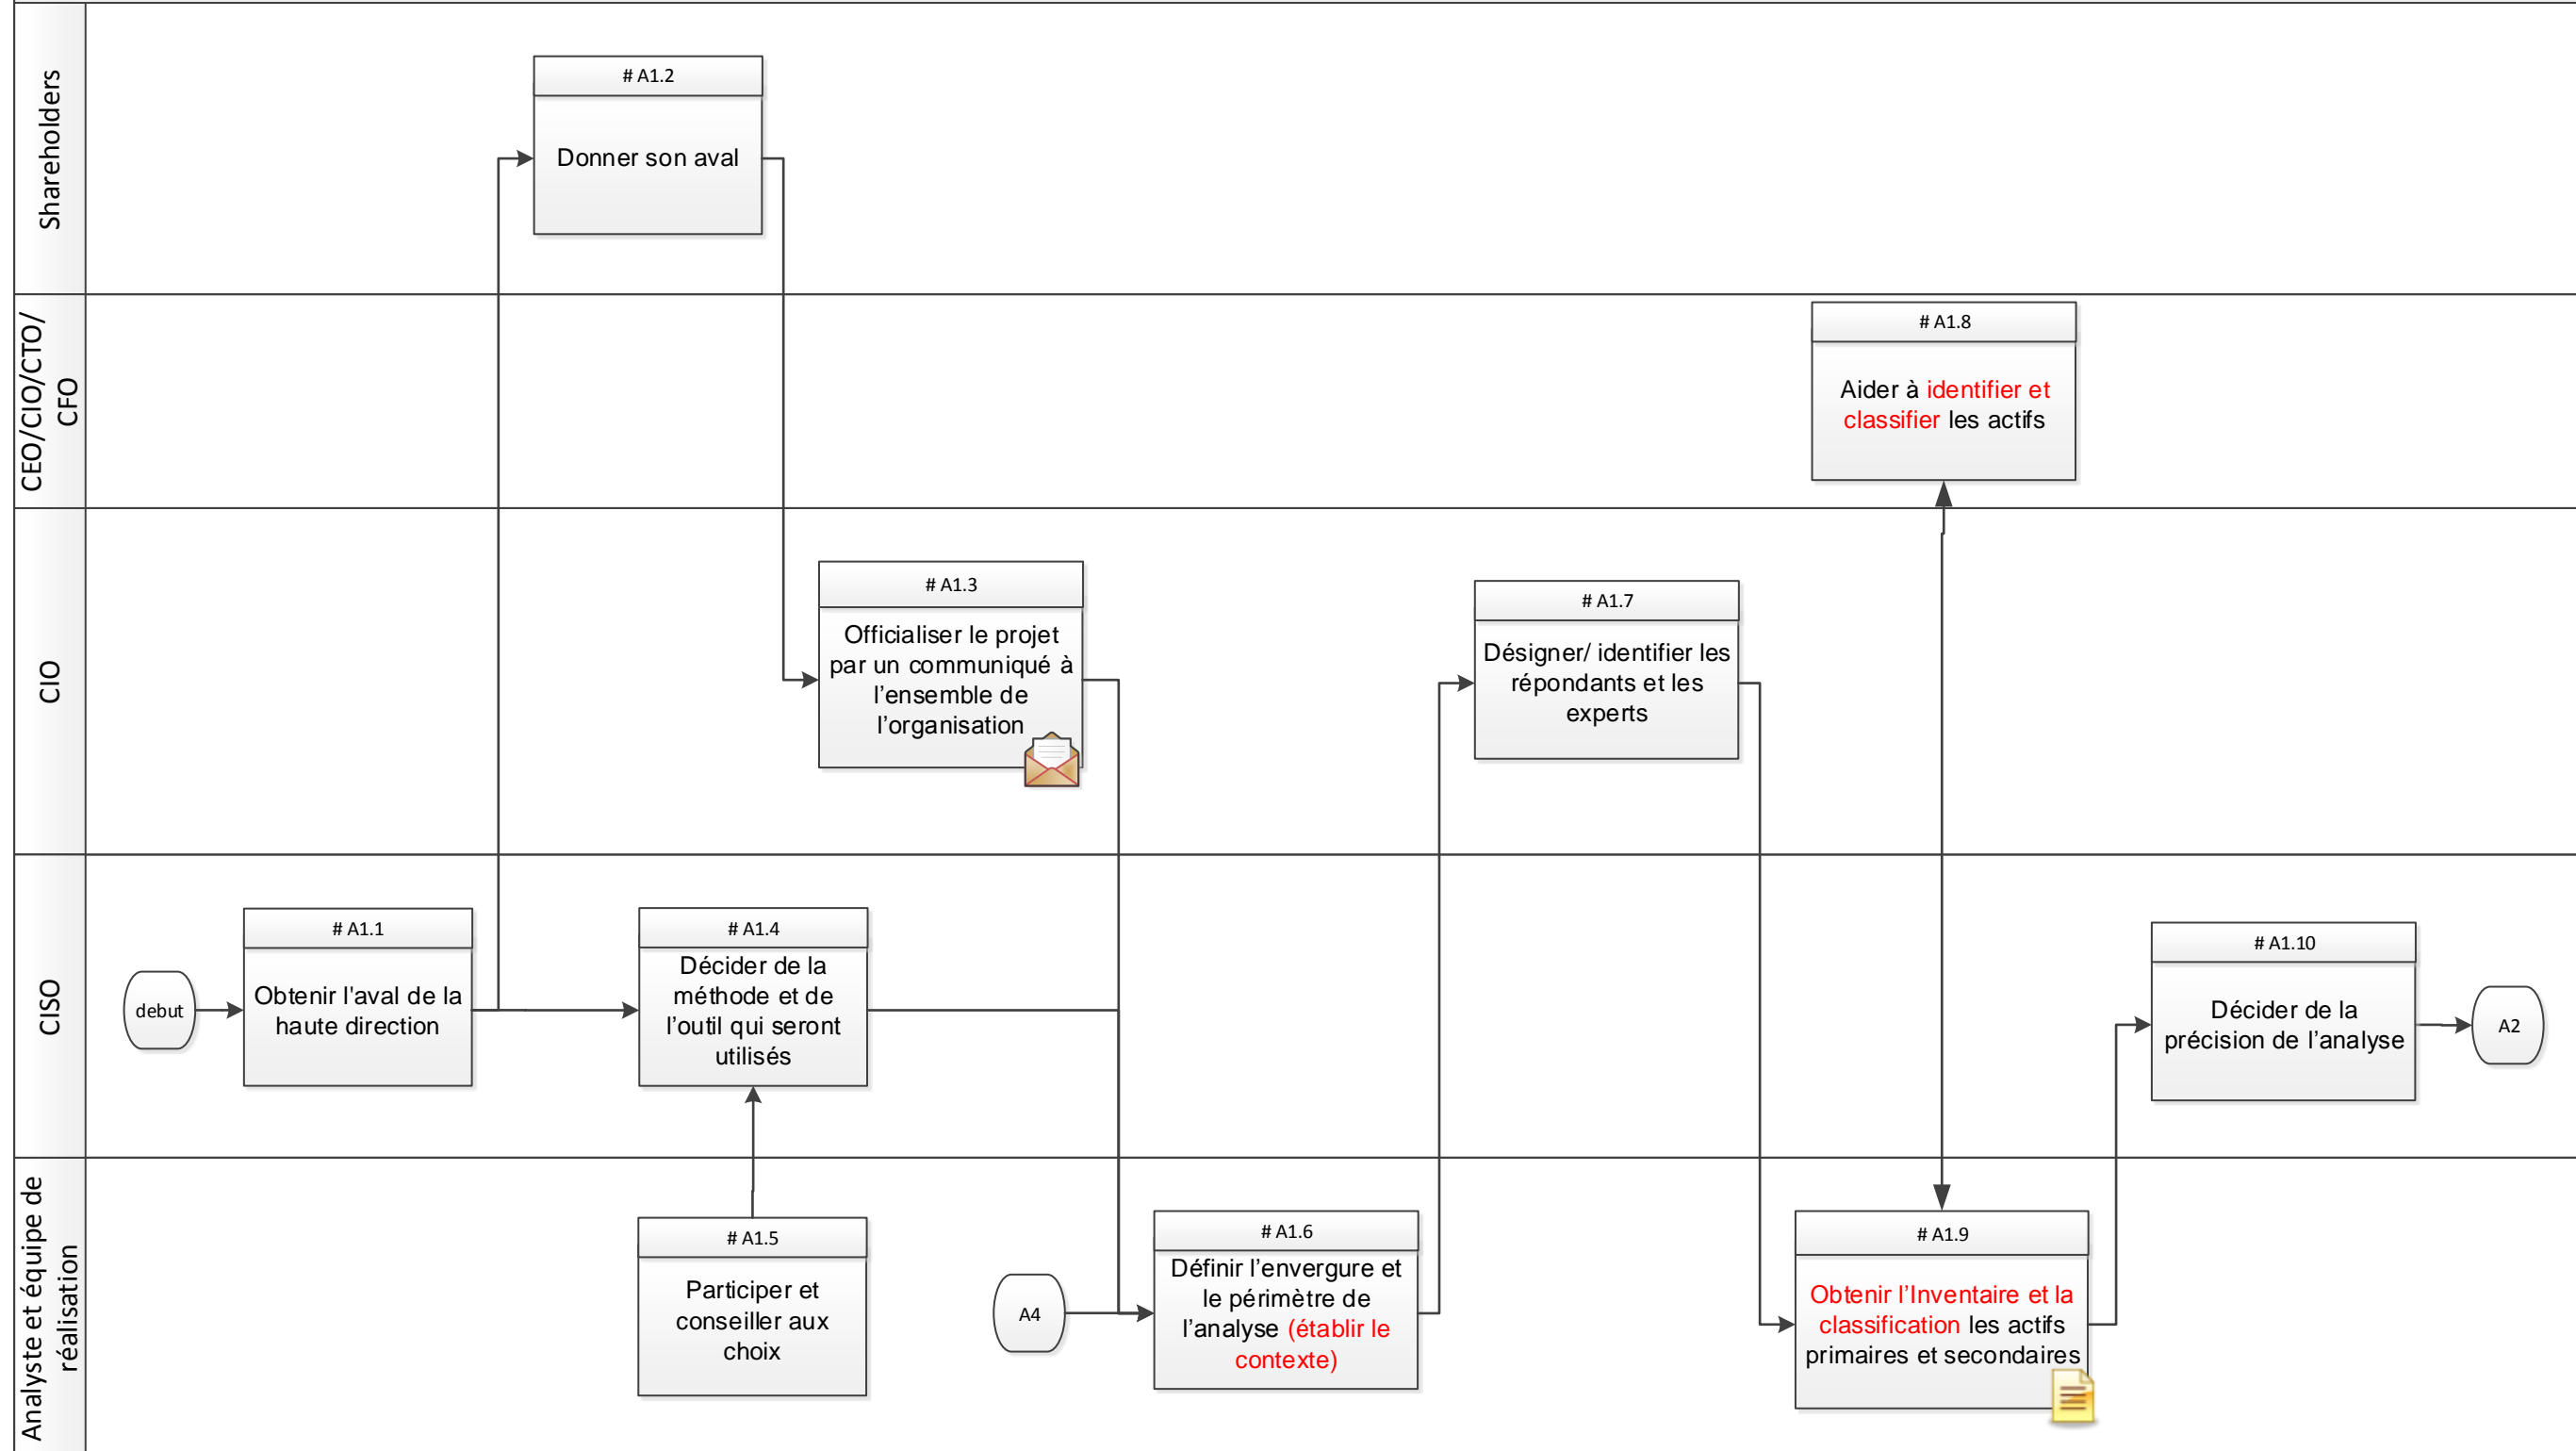 Shareholders
# A1.2
Donner son aval
CEO/CIO/CTO/
CFO
# A1.8
Aider à identifier et
classifier les actifs
CIO
# A1.3
Officialiser le projet
par un communiqué à
l’ensemble de
l’organisation
# A1.7
Désigner/ identifier les
répondants et les
experts
CISO
debut
# A1.1
Obtenir l'aval de la
haute direction
# A1.4
Décider de la
méthode et de
l’outil qui seront
utilisés
# A1.10
Décider de la
précision de l’analyse
A2
Analyste et équipe de
réalisation
# A1.5
Participer et
conseiller aux
choix
A4
# A1.6
Définir l’envergure et
le périmètre de
l’analyse (établir le
contexte)
# A1.9
Obtenir l’Inventaire et la
classification les actifs
primaires et secondaires